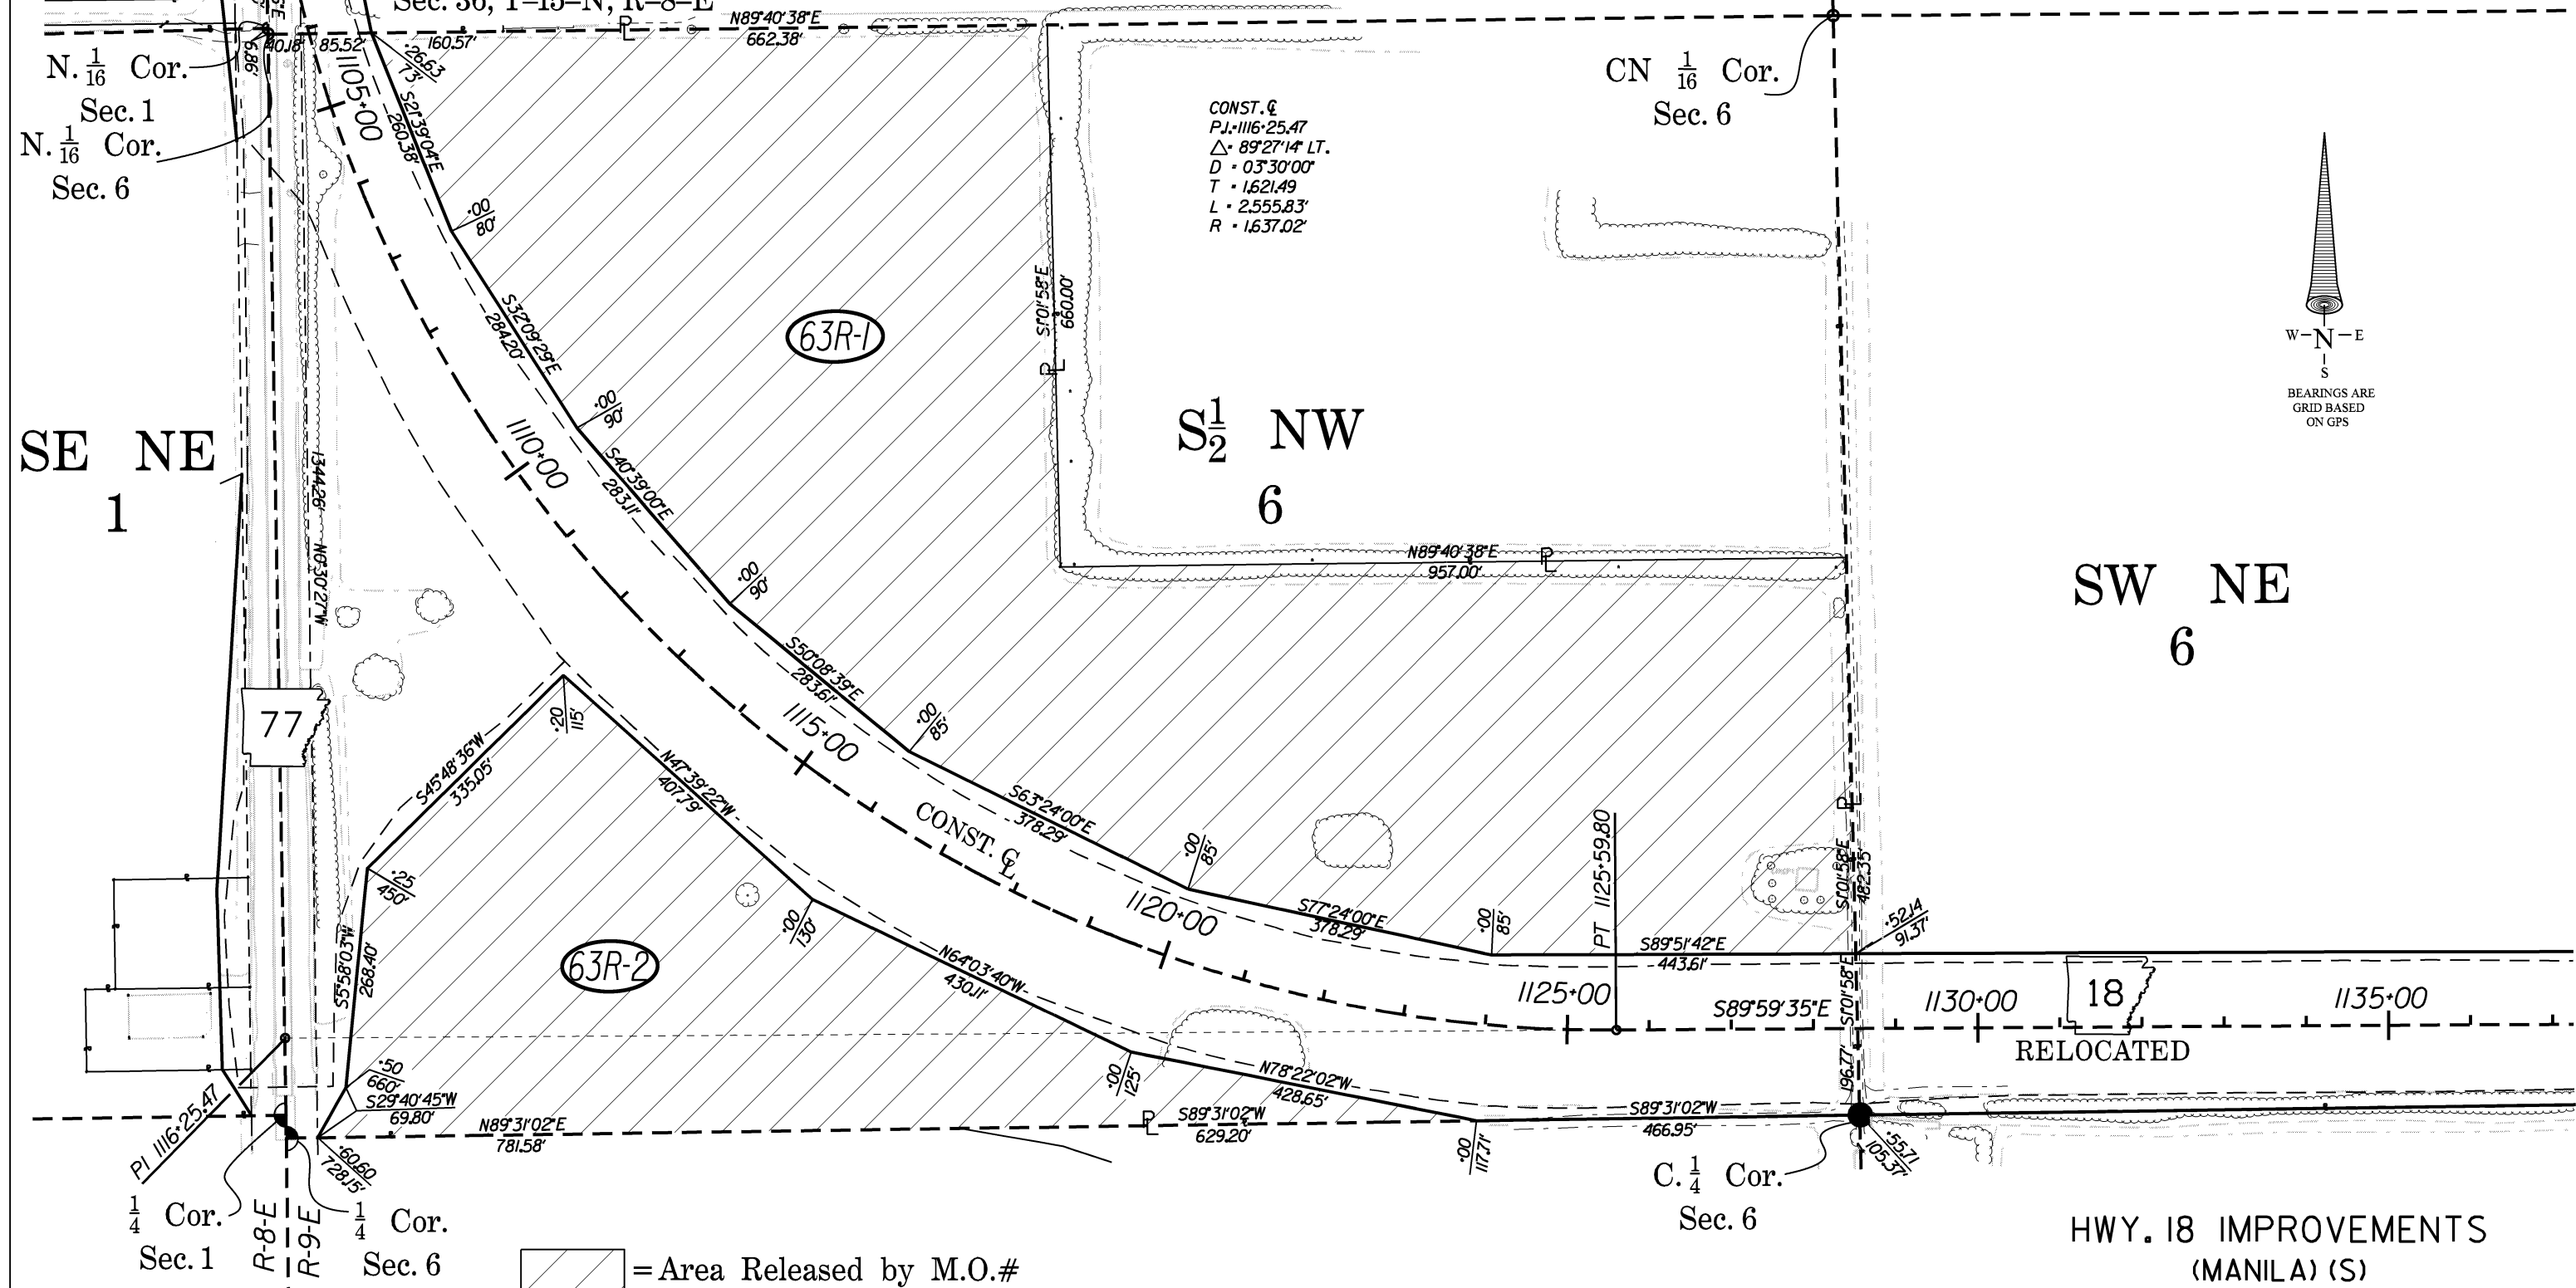 Sec. 36, T-15-N, R-8-E
N89°40'38"E
662.38'
40.18'
85.52'
160.57'
6.86'
+26.63
73'
N. 1/16 Cor.
Sec. 1
N. 1/16 Cor.
Sec. 6
1105+00
S21°39'04"E
260.38'
+00
80'
CONST. ℄
P.I.=1116+25.47
△= 89°27'14" LT.
D = 03°30'00"
T = 1,621.49
L = 2,555.83'
R = 1,637.02'
CN 1/16 Cor.
Sec. 6
W-N-E
S
BEARINGS ARE
GRID BASED
ON GPS
S32°09'29"E
284.20'
63R-1
S1°01'58"E
660.00'
+00
90'
S 1/2 NW
6
SE NE
1
1344.26'
N0°30'27"W
1110+00
S40°39'00"E
283.11'
N89°40'38"E
957.00'
SW NE
6
+00
90'
S50°08'39"E
283.61'
77
+20
115'
1115+00
+00
85'
S45°48'36"W
335.05'
N47°39'22"W
407.79'
CONST. ℄
S63°24'00"E
378.29'
+00
85'
PT 1125+59.80
S1°01'58"E
482.35'
+25
450'
+00
130'
1120+00
S77°24'00"E
378.29'
+00
85'
+52.14
91.37'
S89°51'42"E
443.61'
63R-2
S5°58'03"W
268.40'
N64°03'40"W
430.11'
1125+00
S89°59'35"E
S1°01'58"E
196.77'
1130+00
18
1135+00
RELOCATED
+50
660'
S29°40'45"W
69.80'
+00
125'
N78°22'02"W
428.65'
PI 1116+25.47
N89°31'02"E
781.58'
S89°31'02"W
629.20'
S89°31'02"W
466.95'
+60.60
728.15'
+00
117.71'
+55.71
105.37'
C. 1/4 Cor.
Sec. 6
1/4 Cor.
Sec. 1
R-8-E
R-9-E
1/4 Cor.
Sec. 6
= Area Released by M.O.#
HWY. 18 IMPROVEMENTS
(MANILA) (S)